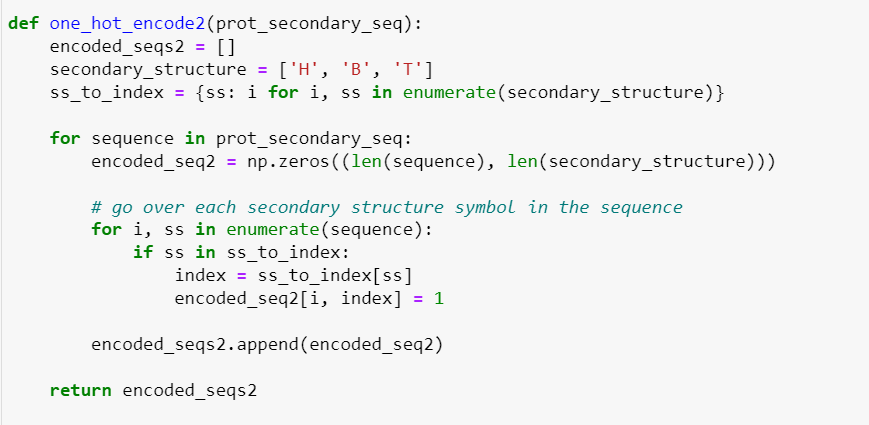 def one_hot_encode2(prot_secondary_seq):
    encoded_seqs2 = []
    secondary_structure = ['H', 'B', 'T']
    ss_to_index = {ss: i for i, ss in enumerate(secondary_structure)}

    for sequence in prot_secondary_seq:
        encoded_seq2 = np.zeros((len(sequence), len(secondary_structure)))

        # go over each secondary structure symbol in the sequence
        for i, ss in enumerate(sequence):
            if ss in ss_to_index:
                index = ss_to_index[ss]
                encoded_seq2[i, index] = 1

        encoded_seqs2.append(encoded_seq2)

    return encoded_seqs2